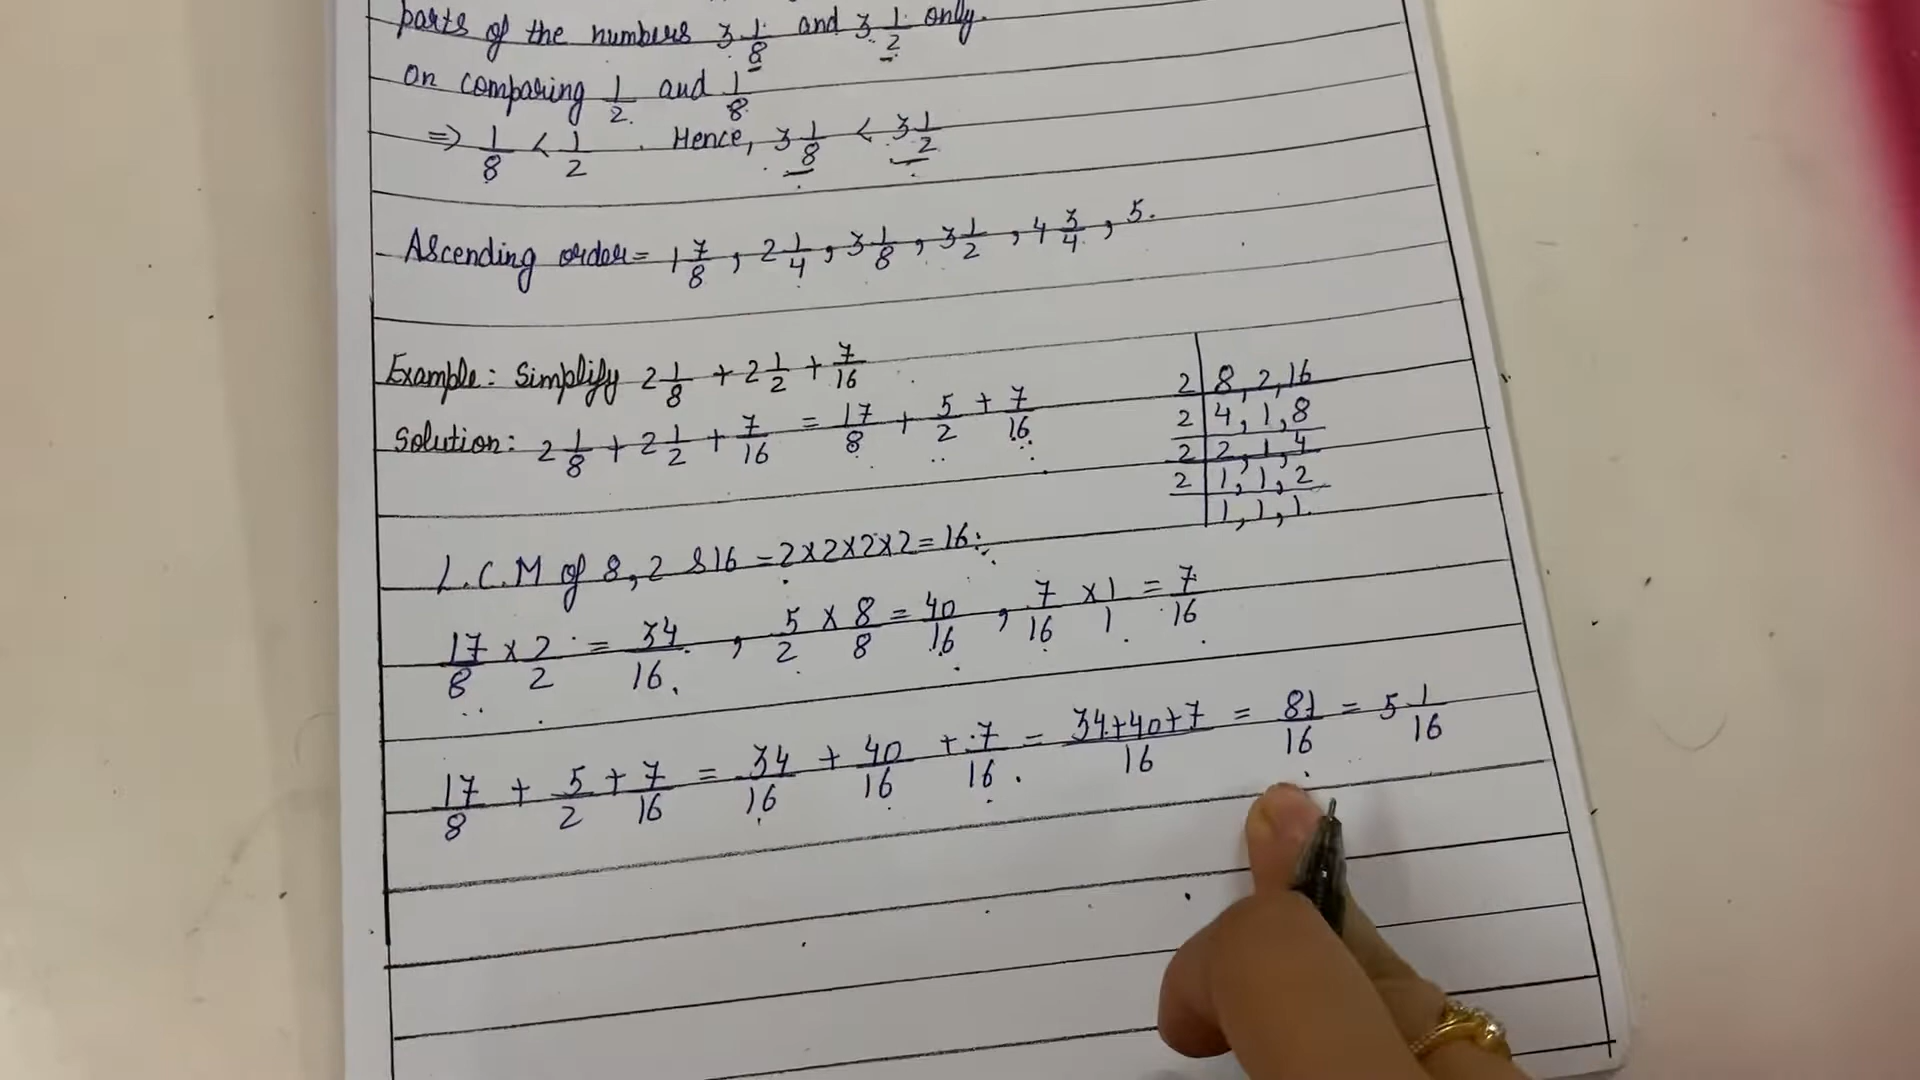 parts of the numbers 3 1/8 and 3 1/2 only.
on comparing 1/2 and 1/8
⇒ 1/8 < 1/2 . Hence, 3 1/8 < 3 1/2
Ascending order = 1 7/8, 2 1/4, 3 1/8, 3 1/2, 4 3/4, 5.
Example: Simplify 2 1/8 + 2 1/2 + 7/16
Solution: 2 1/8 + 2 1/2 + 7/16 = 17/8 + 5/2 + 7/16
2 | 8, 2, 16
2 | 4, 1, 8
2 | 2, 1, 4
2 | 1, 1, 2
| 1, 1, 1
L.C.M of 8, 2 & 16 = 2×2×2×2 = 16.
17/8 × 2/2 = 34/16, 5/2 × 8/8 = 40/16, 7/16 × 1/1 = 7/16
17/8 + 5/2 + 7/16 = 34/16 + 40/16 + 7/16 = 34+40+7/16 = 81/16 = 5 1/16